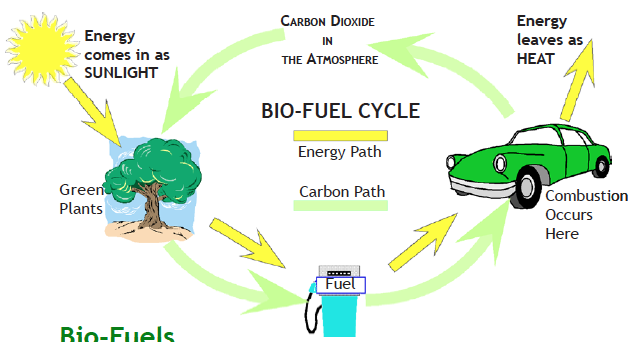 Energy
comes in as
SUNLIGHT
CARBON DIOXIDE
IN
THE ATMOSPHERE
Energy
leaves as
HEAT
BIO-FUEL CYCLE
Energy Path
Carbon Path
Green
Plants
Combustion
Occurs
Here
Fuel
Bio-Fuels